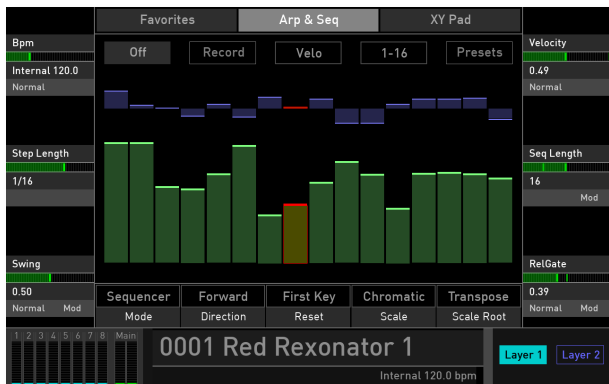 Favorites Arp & Seq XY Pad
Bpm
Internal 120.0
Normal
Step Length
1/16
Swing
0.50
Normal Mod
Off Record Velo 1-16 Presets
Sequencer Forward First Key Chromatic Transpose
Mode Direction Reset Scale Scale Root
Velocity
0.49
Normal
Seq Length
16
Mod
RelGate
0.39
Normal Mod
1 2 3 4 5 6 7 8 Main
0001 Red Rexonator 1
Internal 120.0 bpm
Layer 1 Layer 2